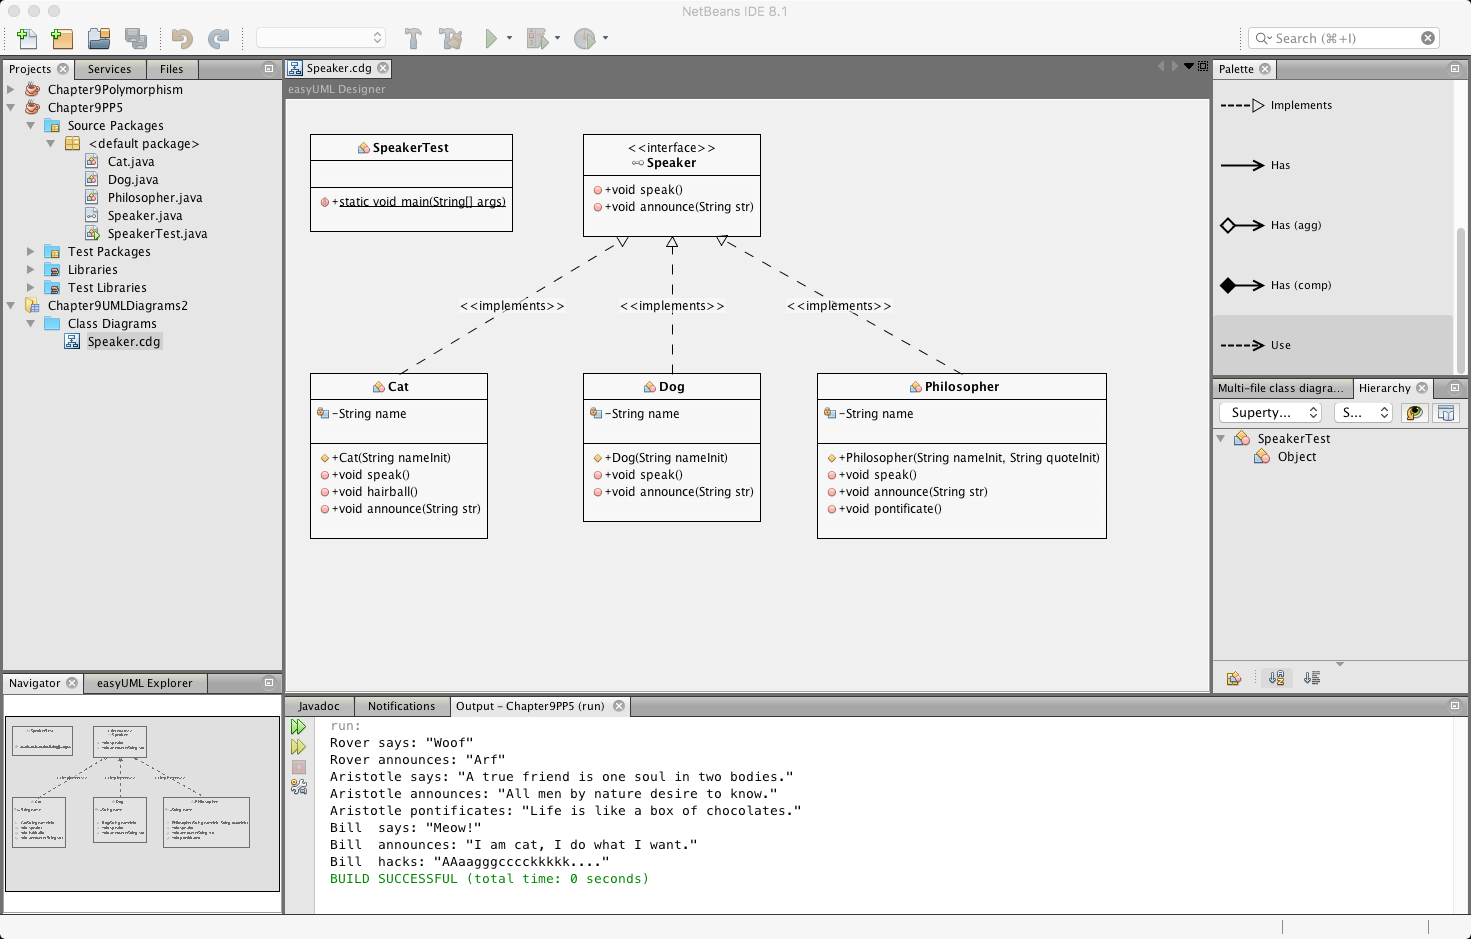 NetBeans IDE 8.1
Search (⌘+I)
Projects
Services
Files
Chapter9Polymorphism
Chapter9PP5
Source Packages
<default package>
Cat.java
Dog.java
Philosopher.java
Speaker.java
SpeakerTest.java
Test Packages
Libraries
Test Libraries
Chapter9UMLDiagrams2
Class Diagrams
Speaker.cdg
Speaker.cdg
easyUML Designer
SpeakerTest
+static void main(String[] args)
<<interface>>
Speaker
+void speak()
+void announce(String str)
<<implements>>
<<implements>>
<<implements>>
Cat
-String name
+Cat(String nameInit)
+void speak()
+void hairball()
+void announce(String str)
Dog
-String name
+Dog(String nameInit)
+void speak()
+void announce(String str)
Philosopher
-String name
+Philosopher(String nameInit, String quoteInit)
+void speak()
+void announce(String str)
+void pontificate()
Palette
Implements
Has
Has (agg)
Has (comp)
Use
Multi-file class diagra...
Hierarchy
Superty...
S...
SpeakerTest
Object
Navigator
easyUML Explorer
Javadoc
Notifications
Output - Chapter9PP5 (run)
run:
Rover says: "Woof"
Rover announces: "Arf"
Aristotle says: "A true friend is one soul in two bodies."
Aristotle announces: "All men by nature desire to know."
Aristotle pontificates: "Life is like a box of chocolates."
Bill  says: "Meow!"
Bill  announces: "I am cat, I do what I want."
Bill  hacks: "AAaagggcccckkkkk...."
BUILD SUCCESSFUL (total time: 0 seconds)